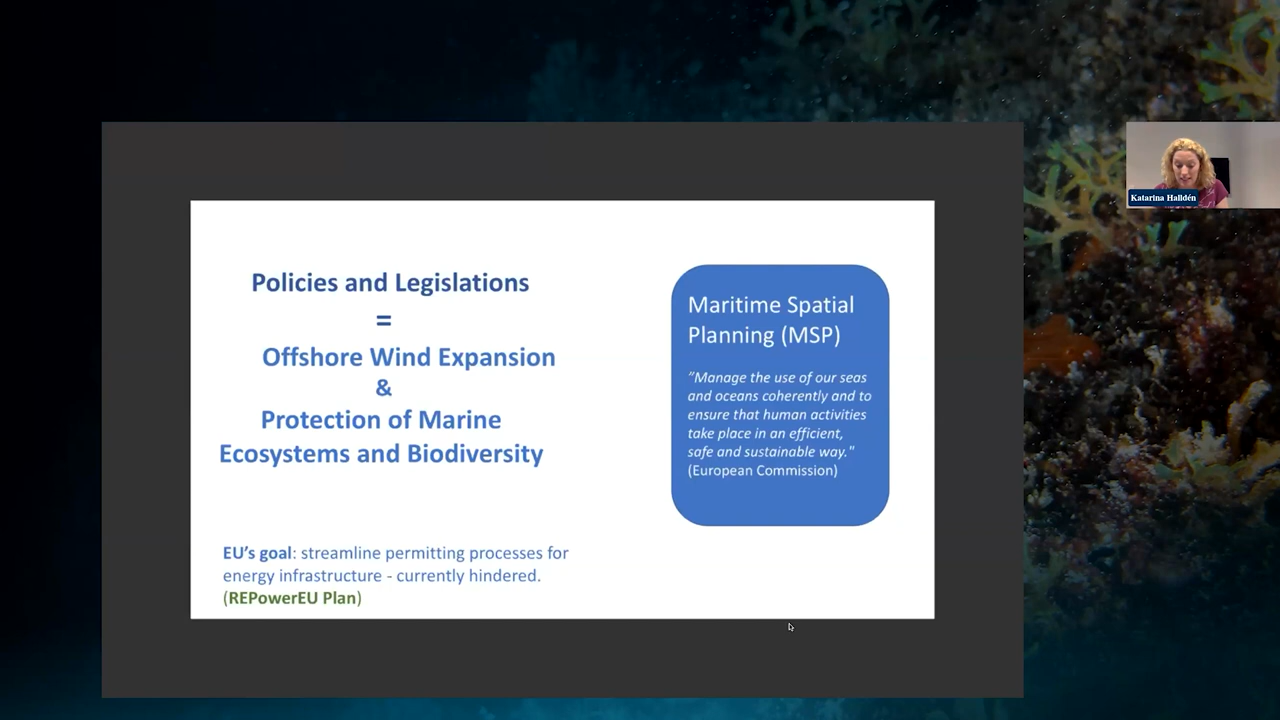 Policies and Legislations
=
Offshore Wind Expansion
&
Protection of Marine
Ecosystems and Biodiversity
EU's goal: streamline permitting processes for
energy infrastructure - currently hindered.
(REPowerEU Plan)
Maritime Spatial
Planning (MSP)
"Manage the use of our seas
and oceans coherently and to
ensure that human activities
take place in an efficient,
safe and sustainable way."
(European Commission)
Katarina Halldén